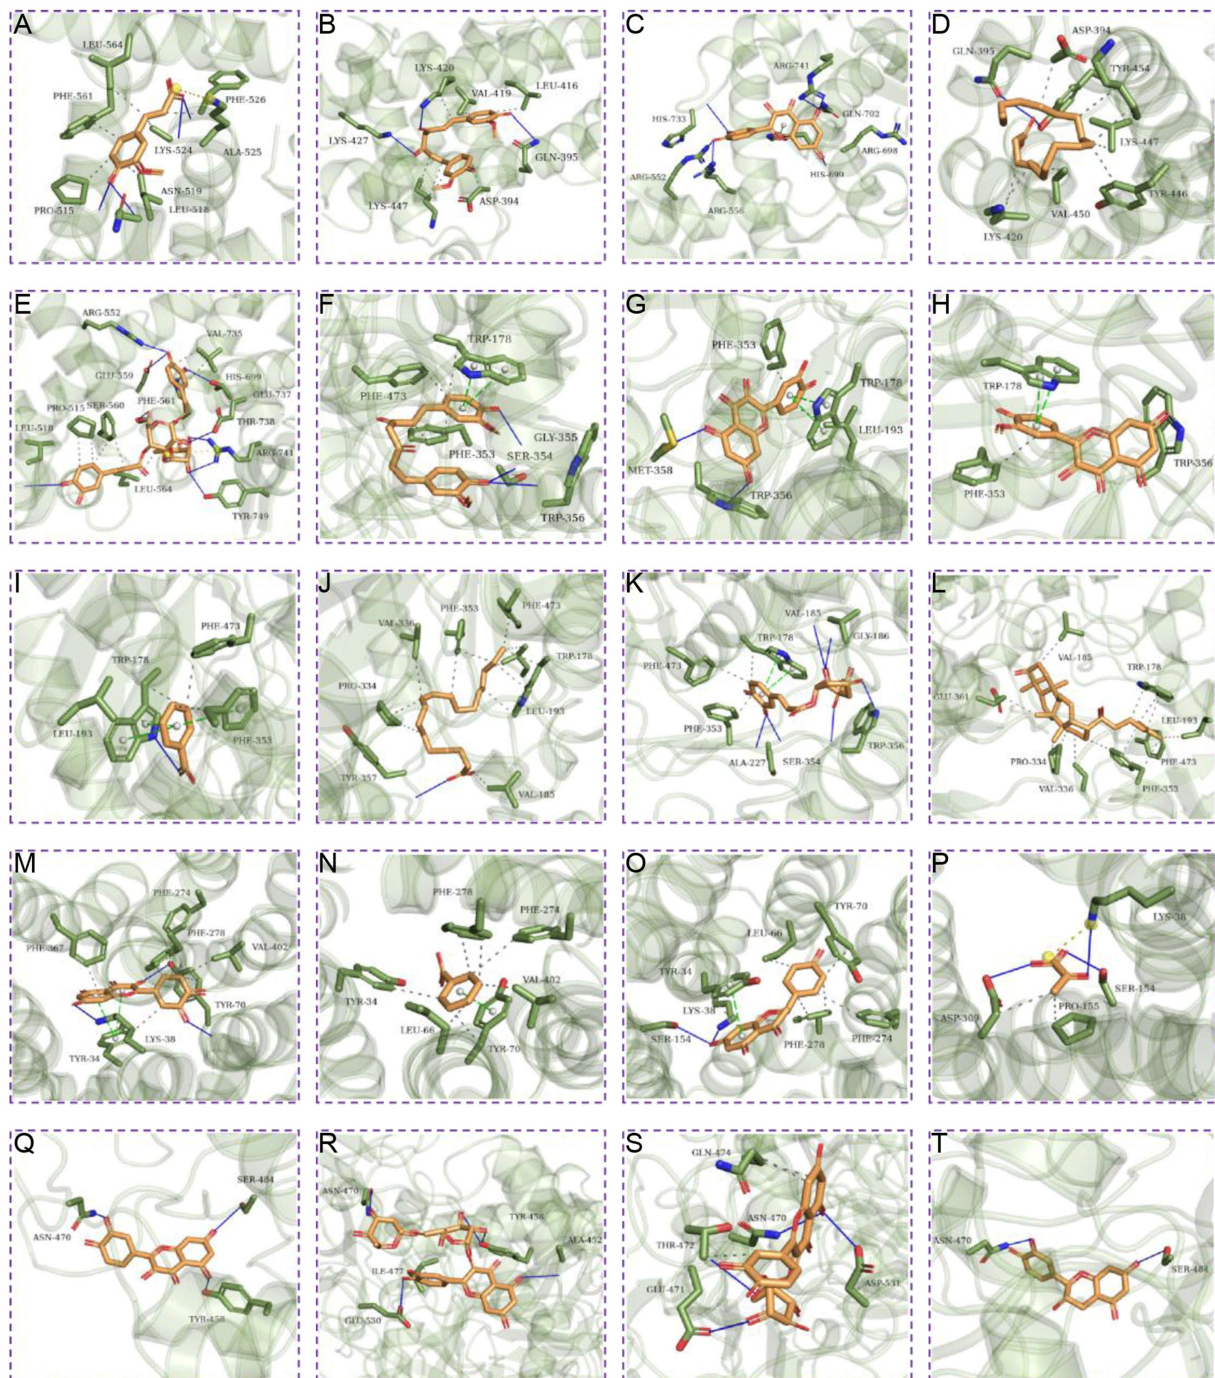 A
LEU-564
PHE-561
PHE-526
LYS-524
ALA-525
ASN-519
PRO-515
LEU-518
B
LYS-420
LEU-416
VAL-419
LYS-427
GLN-395
LYS-447
ASP-394
C
ARG-741
HIS-733
GLN-702
ARG-698
ARG-552
HIS-699
ARG-556
D
ASP-394
GLN-395
TYR-454
LYS-447
TYR-446
VAL-450
LYS-420
E
ARG-552
VAL-735
GLU-559
HIS-699
GLU-737
PRO-515
SER-560
PHE-561
THR-738
LEU-518
ARG-741
LEU-564
TYR-749
F
TRP-178
PHE-473
GLY-355
PHE-353
SER-354
TRP-356
G
PHE-353
TRP-178
LEU-193
MET-358
TRP-356
H
TRP-178
TRP-356
PHE-353
I
PHE-473
TRP-178
LEU-193
PHE-353
J
PHE-353
PHE-473
VAL-336
TRP-178
PRO-334
LEU-193
TYR-357
VAL-185
K
VAL-185
TRP-178
GLY-186
PHE-473
PHE-353
TRP-356
ALA-227
SER-354
L
VAL-185
TRP-178
GLU-361
LEU-193
PRO-334
PHE-473
VAL-336
PHE-353
M
PHE-274
PHE-367
PHE-278
VAL-402
TYR-70
LYS-38
TYR-34
N
PHE-278
PHE-274
TYR-34
VAL-402
LEU-66
TYR-70
O
TYR-70
LEU-66
TYR-34
LYS-38
SER-154
PHE-278
PHE-274
P
LYS-38
SER-154
ASP-309
PRO-155
Q
SER-484
ASN-470
TYR-458
R
ASN-470
TYR-458
ALA-452
ILE-477
GLU-530
S
GLN-474
ASN-470
THR-472
GLU-471
ASP-531
T
ASN-470
SER-484